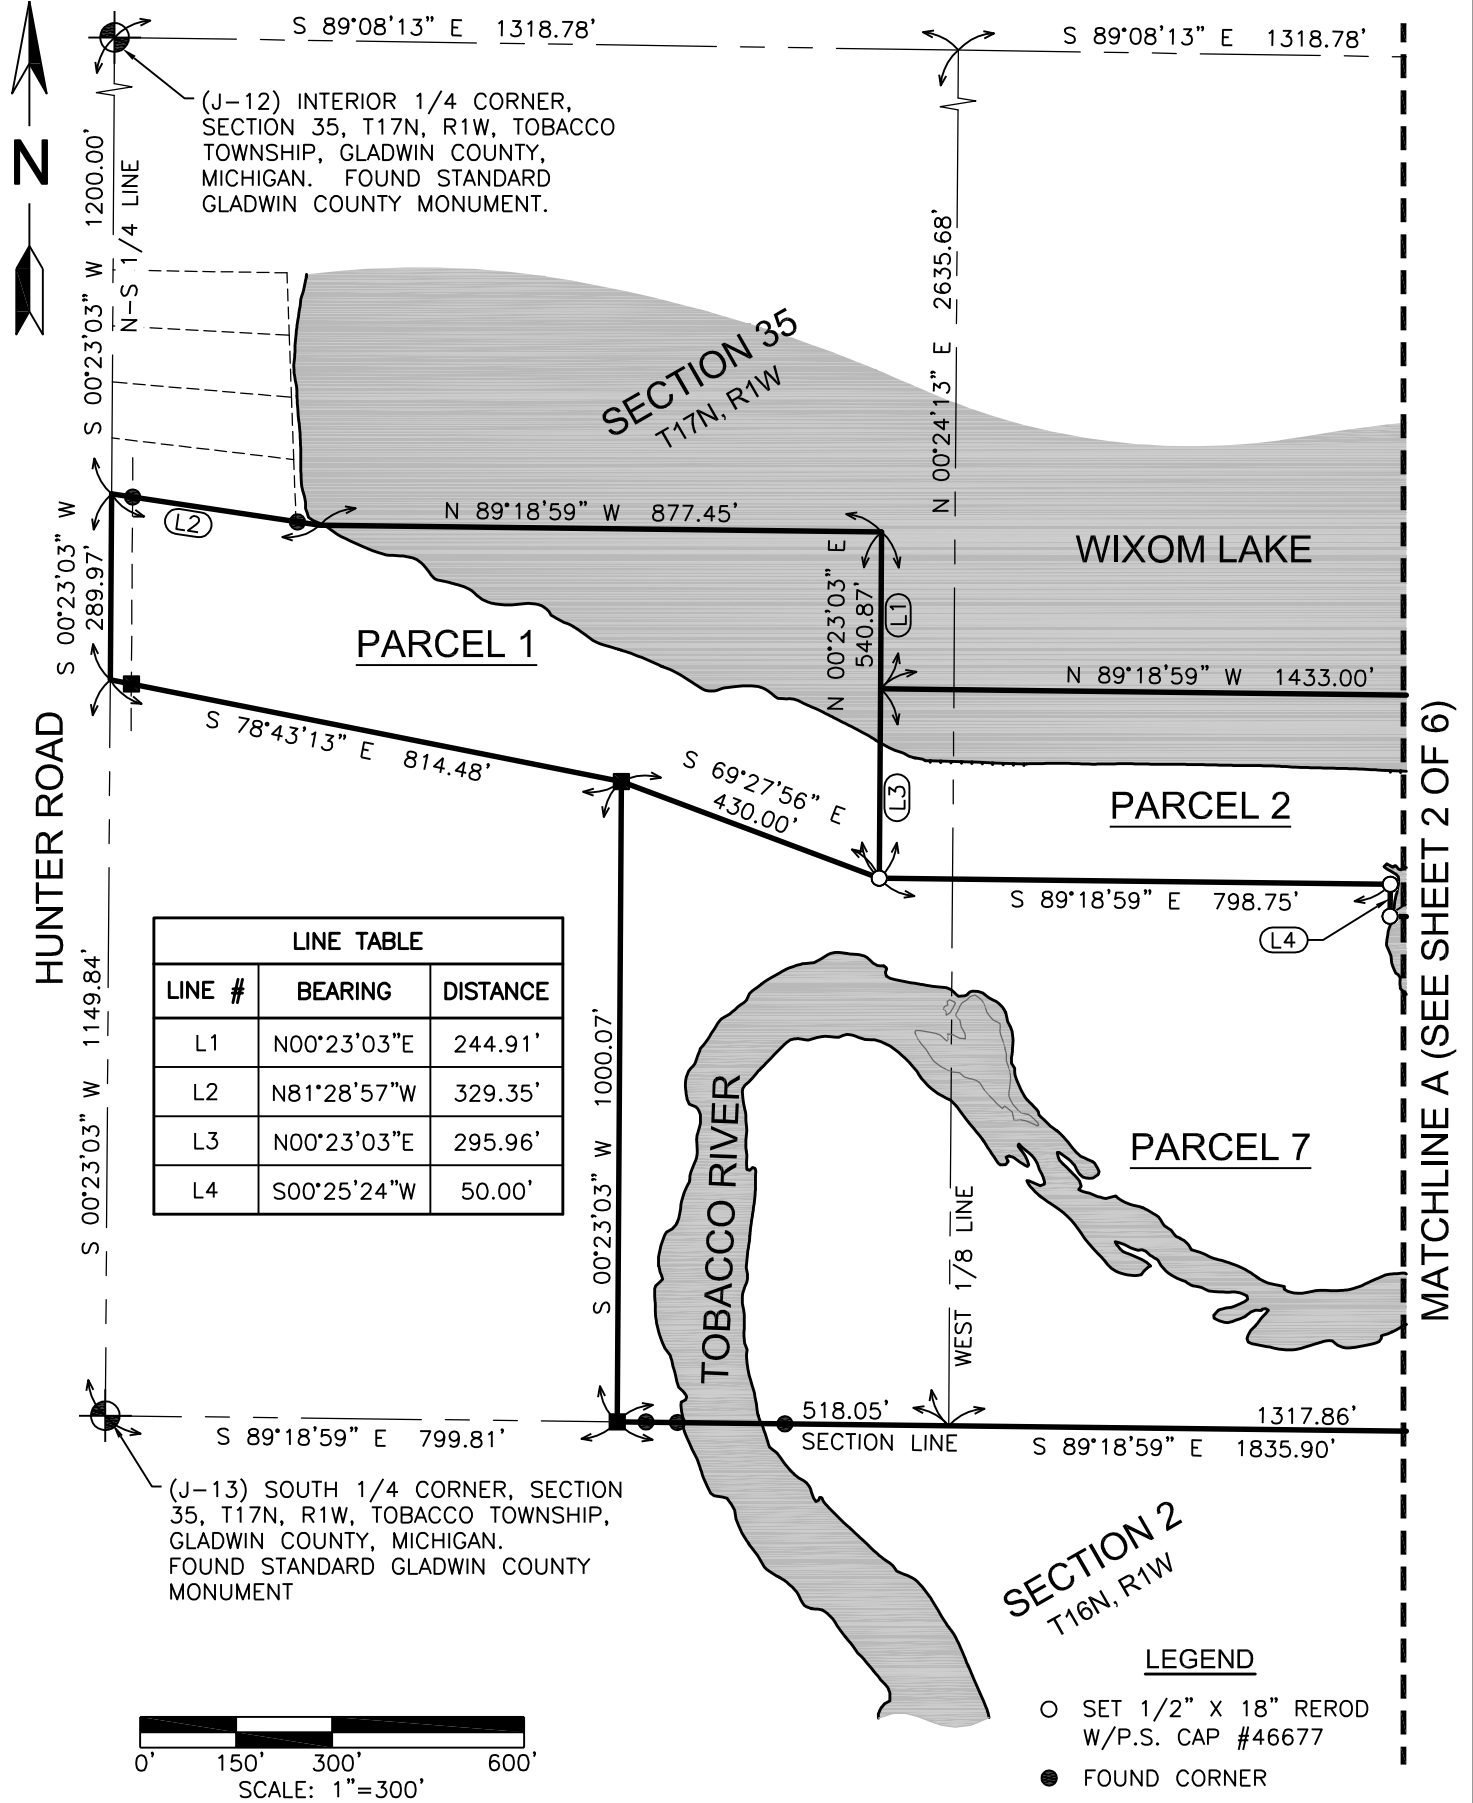 S 89°08'13" E 1318.78'
S 89°08'13" E 1318.78'
(J-12) INTERIOR 1/4 CORNER,
SECTION 35, T17N, R1W, TOBACCO
TOWNSHIP, GLADWIN COUNTY,
MICHIGAN. FOUND STANDARD
GLADWIN COUNTY MONUMENT.
N
S 00°23'03" W 1200.00'
N-S 1/4 LINE
N 00°24'13" E 2635.68'
SECTION 35
T17N, R1W
L2
N 89°18'59" W 877.45'
WIXOM LAKE
S 00°23'03" W
289.97'
N 00°23'03" E
540.87'
L1
PARCEL 1
N 89°18'59" W 1433.00'
S 78°43'13" E 814.48'
S 69°27'56" E
430.00'
L3
PARCEL 2
HUNTER ROAD
S 89°18'59" E 798.75'
L4
MATCHLINE A (SEE SHEET 2 OF 6)
LINE TABLE
LINE # BEARING DISTANCE
L1 N00°23'03"E 244.91'
L2 N81°28'57"W 329.35'
L3 N00°23'03"E 295.96'
L4 S00°25'24"W 50.00'
S 00°23'03" W 1149.84'
S 00°23'03" W 1000.07'
TOBACCO RIVER
PARCEL 7
WEST 1/8 LINE
S 89°18'59" E 799.81'
518.05'
SECTION LINE
1317.86'
S 89°18'59" E 1835.90'
(J-13) SOUTH 1/4 CORNER, SECTION
35, T17N, R1W, TOBACCO TOWNSHIP,
GLADWIN COUNTY, MICHIGAN.
FOUND STANDARD GLADWIN COUNTY
MONUMENT
SECTION 2
T16N, R1W
LEGEND
SET 1/2" X 18" REROD
W/P.S. CAP #46677
FOUND CORNER
0' 150' 300' 600'
SCALE: 1"=300'